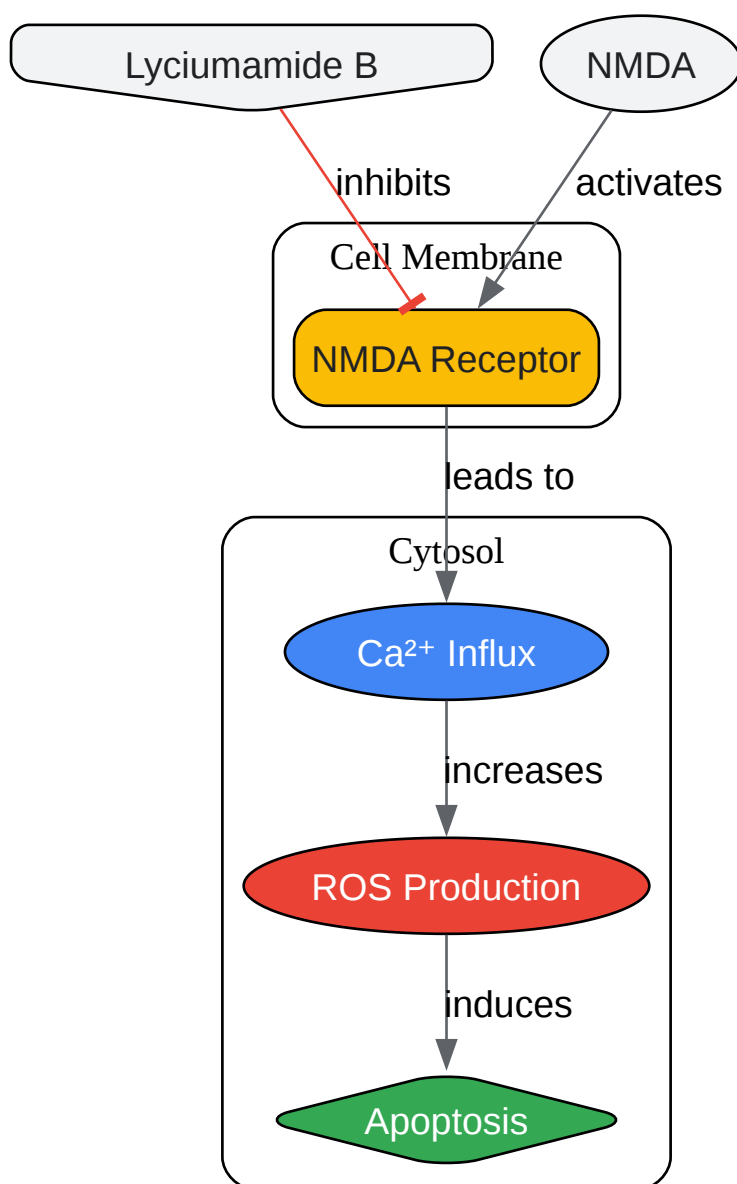 Lyciumamide B
NMDA
inhibits
activates
Cell Membrane
NMDA Receptor
leads to
Cytosol
Ca²⁺ Influx
increases
ROS Production
induces
Apoptosis